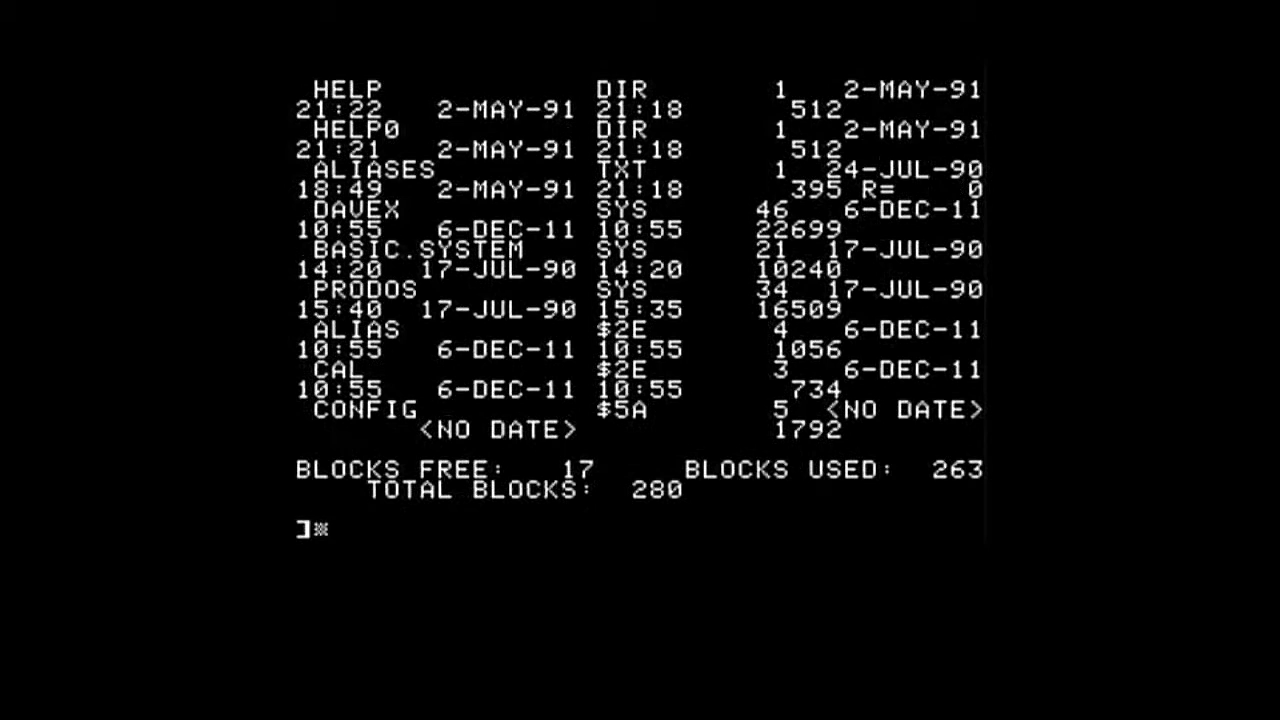 HELP DIR 1 2-MAY-91
21:22 2-MAY-91 21:18 512
HELP0 DIR 1 2-MAY-91
21:21 2-MAY-91 21:18 512
ALIASES TXT 1 24-JUL-90
18:49 2-MAY-91 21:18 395 R= 0
DAVEX SYS 46 6-DEC-11
10:55 6-DEC-11 10:55 22699
BASIC.SYSTEM SYS 21 17-JUL-90
14:20 17-JUL-90 14:20 10240
PRODOS SYS 34 17-JUL-90
15:40 17-JUL-90 15:35 16509
ALIAS $2E 4 6-DEC-11
10:55 6-DEC-11 10:55 1056
CAL $2E 3 6-DEC-11
10:55 6-DEC-11 10:55 734
CONFIG $5A 5 <NO DATE>
<NO DATE> 1792
BLOCKS FREE: 17 BLOCKS USED: 263
TOTAL BLOCKS: 280
]